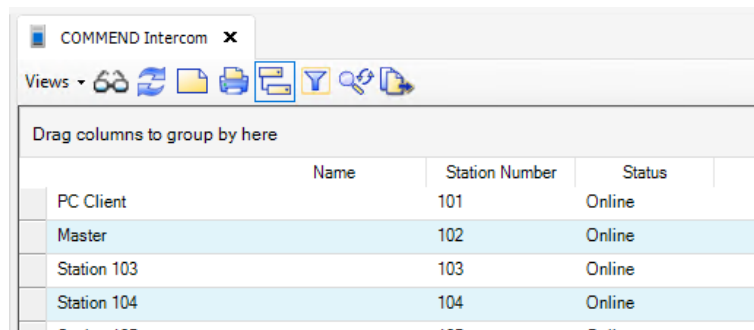 COMMEND Intercom
Views
Drag columns to group by here
Name Station Number Status
PC Client 101 Online
Master 102 Online
Station 103 103 Online
Station 104 104 Online